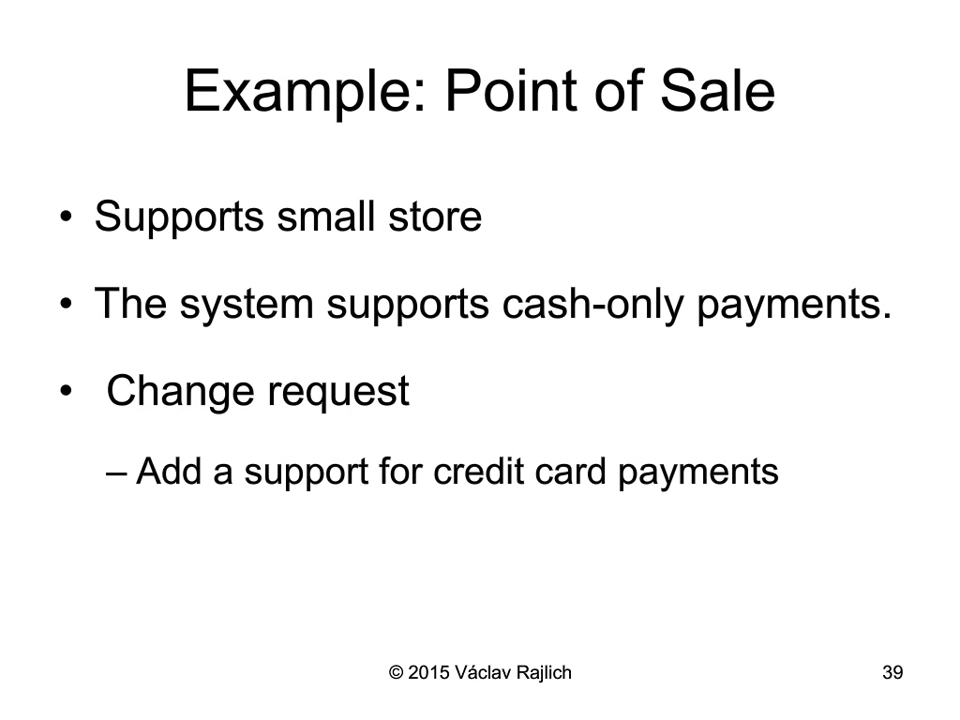 Example: Point of Sale
• Supports small store
• The system supports cash-only payments.
• Change request
– Add a support for credit card payments
© 2015 Václav Rajlich
39